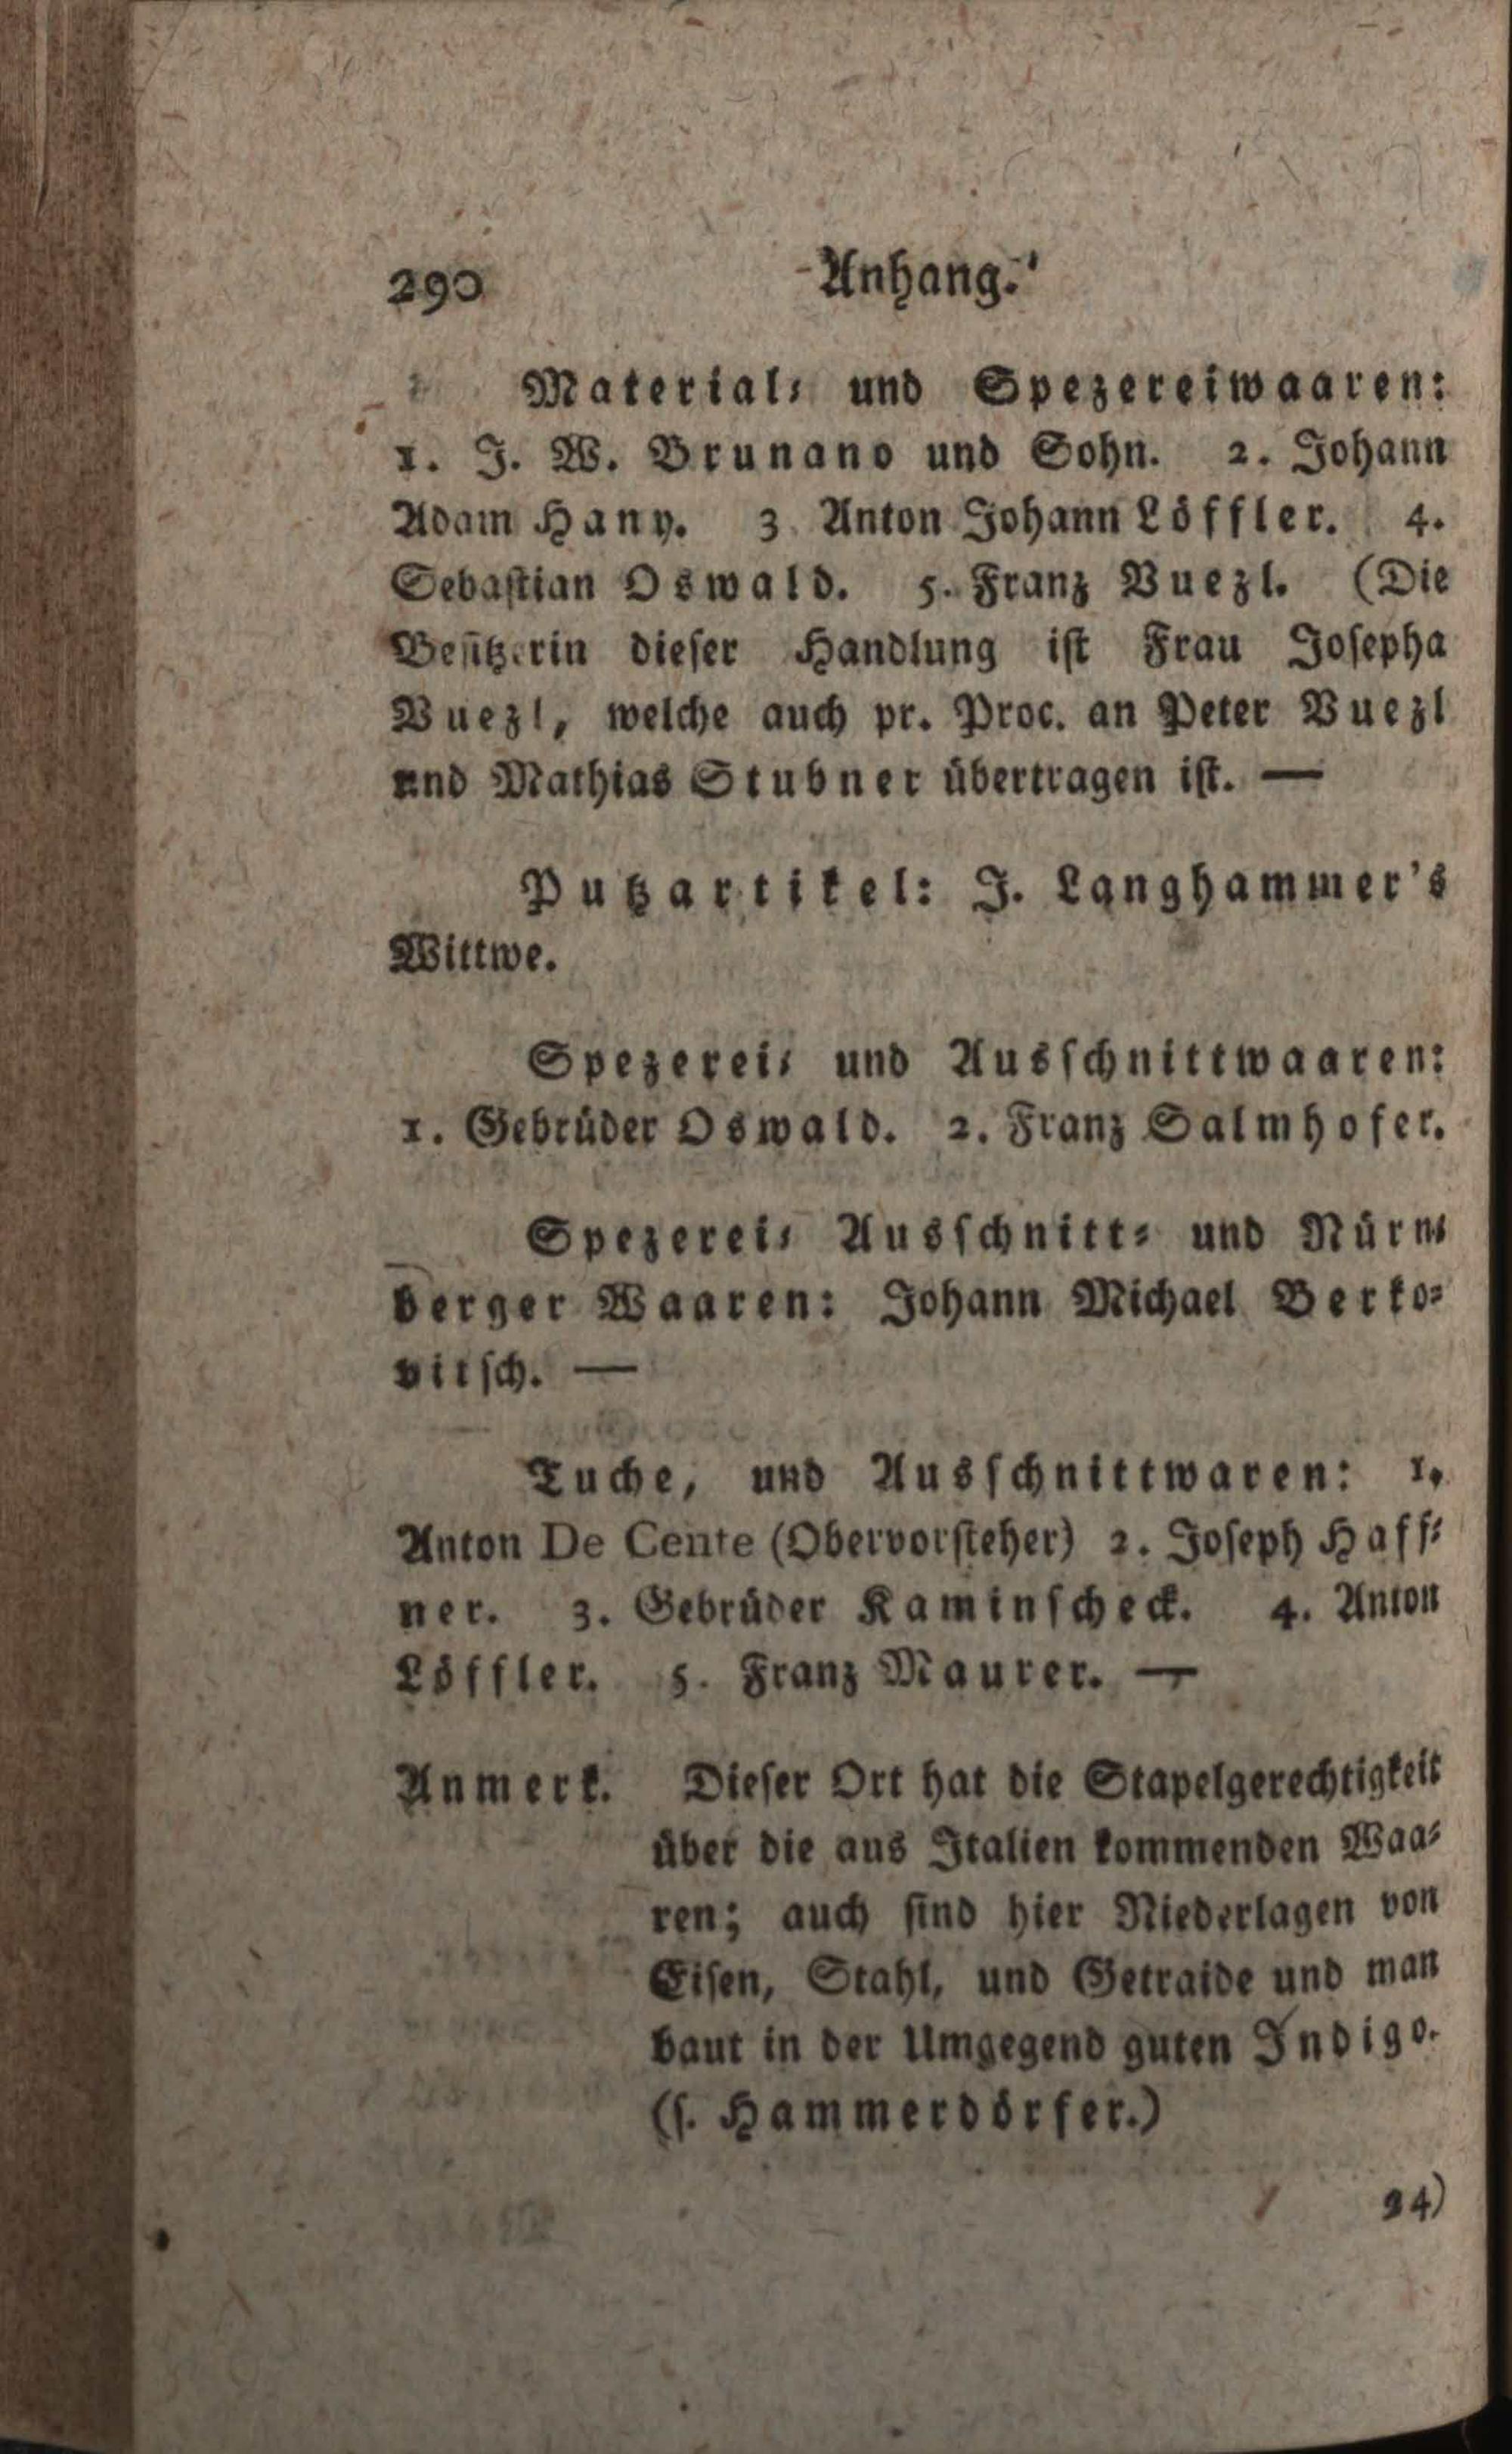 290 Anhang.
Material- und Spezereiwaaren:
1. J. W. Brunano und Sohn. 2. Johann
Adam Hany. 3 Anton Johann Löffler. 4.
Sebaſtian Oswald. 5. Franz Vuezl. (Die
Beſitzerin dieſer Handlung iſt Frau Joſepha
Vuezl, welche auch pr. Proc. an Peter Vuezl
und Mathias Stubner übertragen iſt. —
Putzartikel: J. Langhammer's
Wittwe.
Spezerei- und Ausſchnittwaaren:
1. Gebrüder Oswald. 2. Franz Salmhofer.
Spezerei- Ausſchnitt- und Nürn-
berger Waaren: Johann Michael Berko-
vitſch. —
Tuche, und Ausſchnittwaren: 1.
Anton De Cente (Obervorſteher) 2. Joſeph Haff-
ner. 3. Gebrüder Kaminſcheck. 4. Anton
Löffler. 5. Franz Maurer. —
Anmerk. Dieſer Ort hat die Stapelgerechtigkeit
über die aus Italien kommenden Waa-
ren; auch ſind hier Niederlagen von
Eiſen, Stahl, und Getraide und man
baut in der Umgegend guten Indigo.
(ſ. Hammerdörfer.)
24)